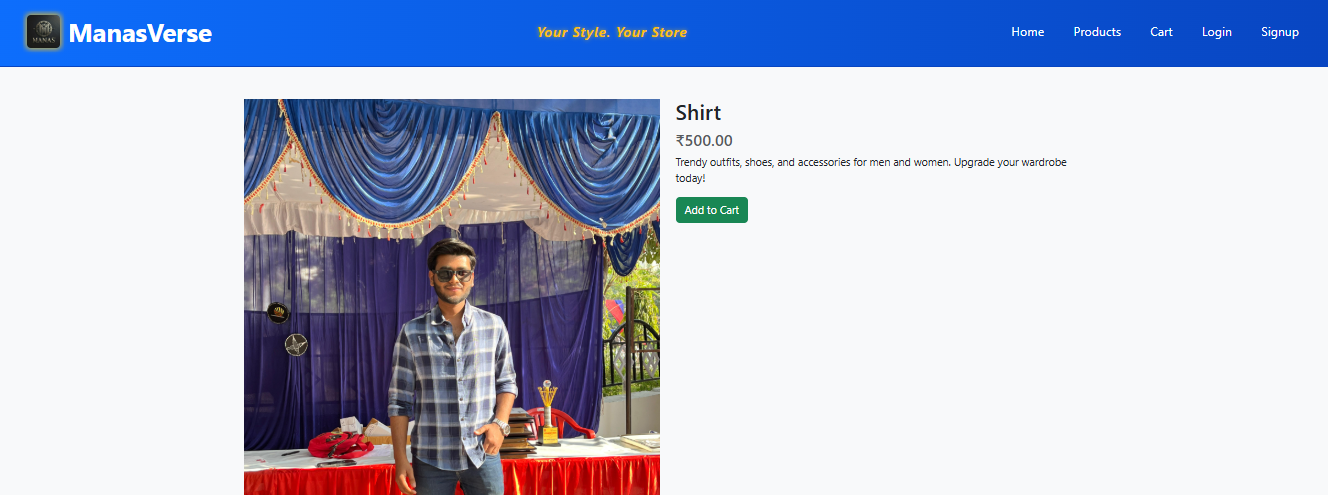 MANAS
ManasVerse
Your Style. Your Store
Home Products Cart Login Signup
Shirt
₹500.00
Trendy outfits, shoes, and accessories for men and women. Upgrade your wardrobe
today!
Add to Cart